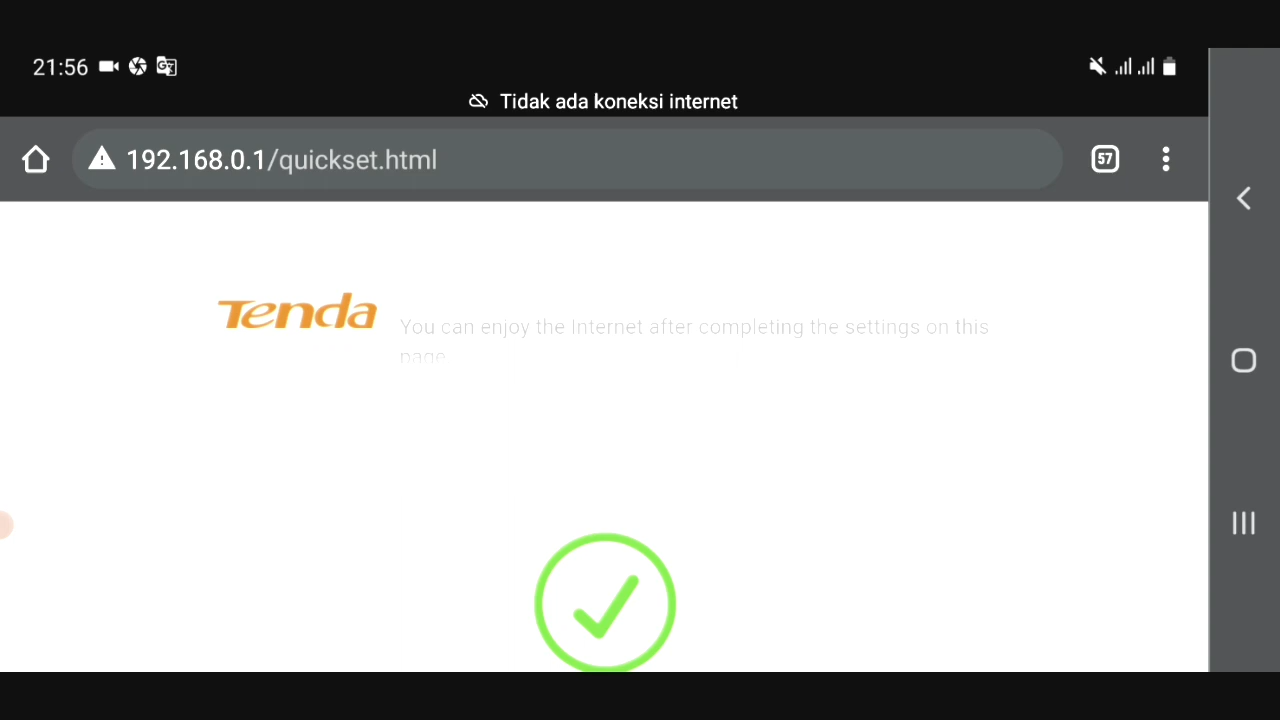 21:56
Tidak ada koneksi internet
192.168.0.1/quickset.html
57
Tenda
You can enjoy the Internet after completing the settings on this
page